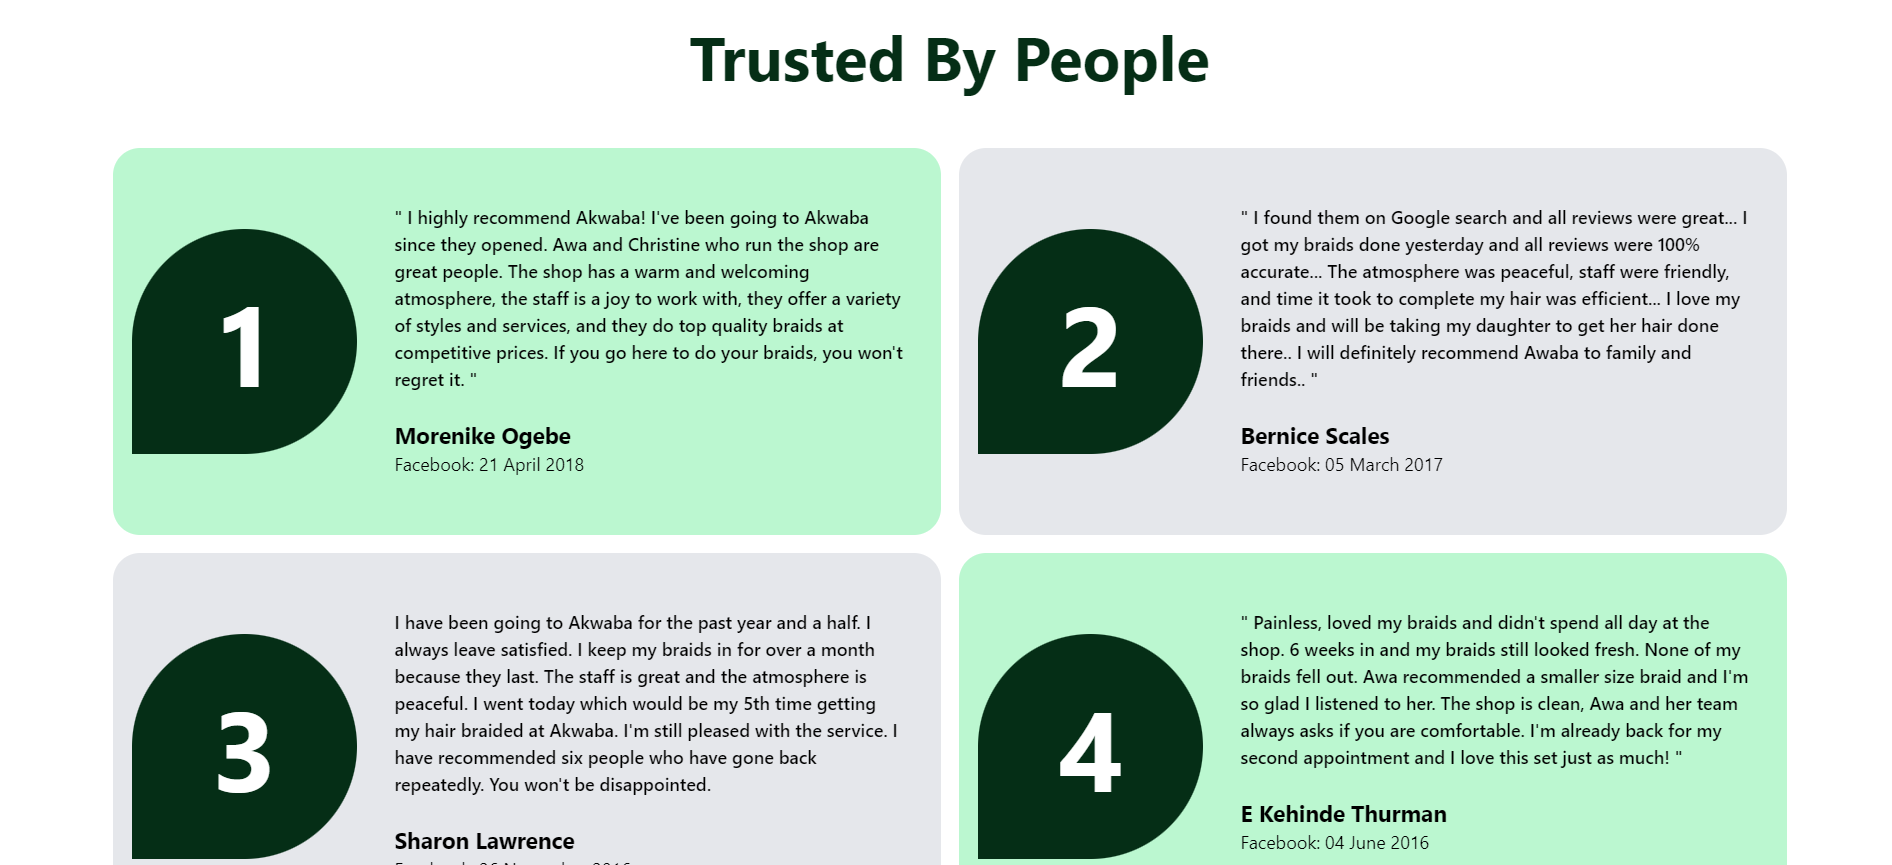 Trusted By People
1
" I highly recommend Akwaba! I've been going to Akwaba
since they opened. Awa and Christine who run the shop are
great people. The shop has a warm and welcoming
atmosphere, the staff is a joy to work with, they offer a variety
of styles and services, and they do top quality braids at
competitive prices. If you go here to do your braids, you won't
regret it. "
Morenike Ogebe
Facebook: 21 April 2018
2
" I found them on Google search and all reviews were great... I
got my braids done yesterday and all reviews were 100%
accurate... The atmosphere was peaceful, staff were friendly,
and time it took to complete my hair was efficient... I love my
braids and will be taking my daughter to get her hair done
there.. I will definitely recommend Awaba to family and
friends.. "
Bernice Scales
Facebook: 05 March 2017
3
I have been going to Akwaba for the past year and a half. I
always leave satisfied. I keep my braids in for over a month
because they last. The staff is great and the atmosphere is
peaceful. I went today which would be my 5th time getting
my hair braided at Akwaba. I'm still pleased with the service. I
have recommended six people who have gone back
repeatedly. You won't be disappointed.
Sharon Lawrence
4
" Painless, loved my braids and didn't spend all day at the
shop. 6 weeks in and my braids still looked fresh. None of my
braids fell out. Awa recommended a smaller size braid and I'm
so glad I listened to her. The shop is clean, Awa and her team
always asks if you are comfortable. I'm already back for my
second appointment and I love this set just as much! "
E Kehinde Thurman
Facebook: 04 June 2016